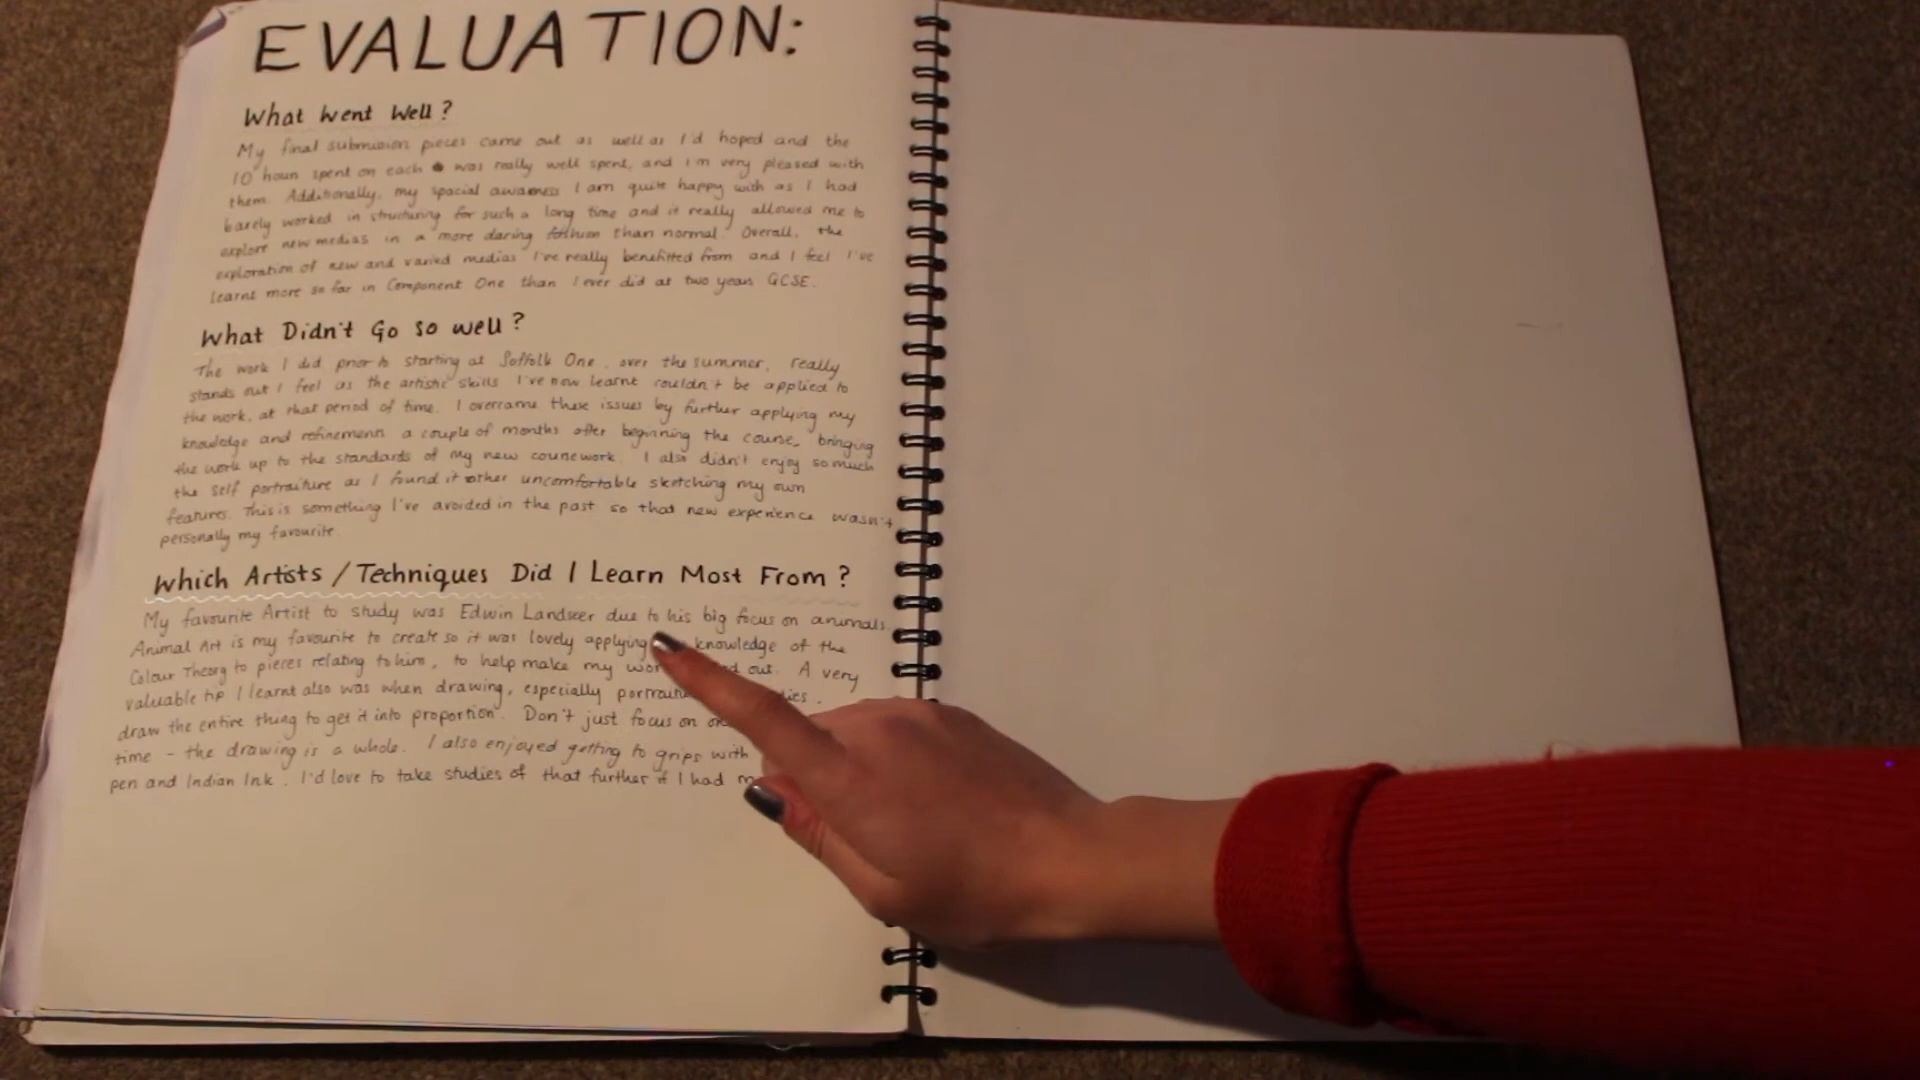 EVALUATION:
What Went Well?
My final submission pieces came out as well as I'd hoped and the
10 hours spent on each was really well spent, and i'm very pleased with
them. Additionally, my spacial awareness I am quite happy with as I had
barely worked in structuring for such a long time and it really allowed me to
explore new medias in a more daring fashion than normal. Overall, the
exploration of new and varied medias I've really benefitted from and I feel I've
learnt more so far in Component One than I ever did at two years GCSE.
What Didn't Go So Well?
The work I did prior to starting at Suffolk One, over the summer, really
stands out I feel as the artistic skills I've now learnt couldn't be applied to
the work, at that period of time. I overcame these issues by further applying my
knowledge and refinements a couple of months after beginning the course, bringing
the work up to the standards of my new coursework. I also didn't enjoy so much
the self portraiture as I found it rather uncomfortable sketching my own
features. This is something I've avoided in the past so that new experience wasn't
personally my favourite.
Which Artists / Techniques Did I Learn Most From?
My favourite Artist to study was Edwin Landseer due to his big focus on animals.
Animal Art is my favourite to create so it was lovely applying knowledge of the
Colour Theory to pieces relating to him, to help make my out. A very
valuable tip I learnt also was when drawing, especially
draw the entire thing to get it into proportion. Don't just focus on
time - the drawing is a whole. I also enjoyed getting to grips with
pen and Indian Ink. I'd love to take studies of that further if I had